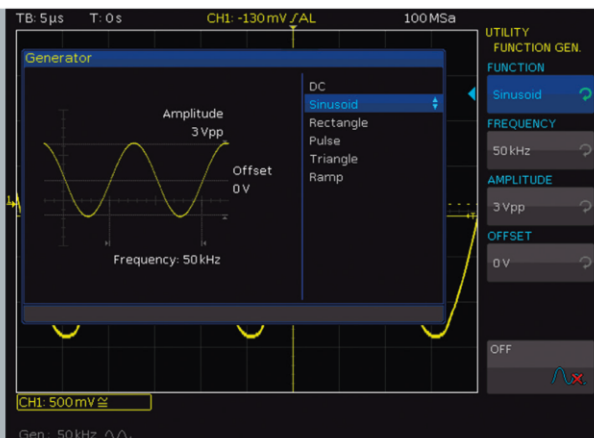 TB: 5µs T: 0s CH1: -130mV AL 100MSa
UTILITY
FUNCTION GEN.
Generator
FUNCTION
Sinusoid
FREQUENCY
50kHz
AMPLITUDE
3Vpp
OFFSET
0V
OFF
DC
Sinusoid
Rectangle
Pulse
Triangle
Ramp
Amplitude
3Vpp
Offset
0V
Frequency: 50kHz
1
T
CH1: 500mV≅
Gen: 50kHz